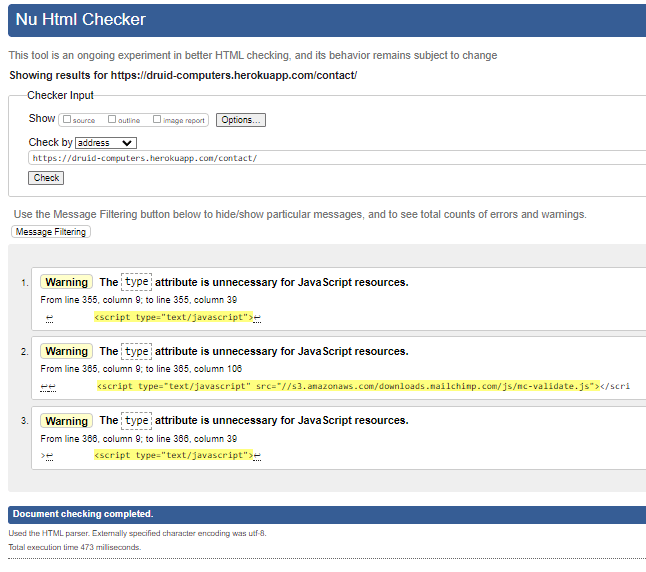 Nu Html Checker
This tool is an ongoing experiment in better HTML checking, and its behavior remains subject to change
Showing results for https://druid-computers.herokuapp.com/contact/
Checker Input
Show source outline image report Options...
Check by address
https://druid-computers.herokuapp.com/contact/
Check
Use the Message Filtering button below to hide/show particular messages, and to see total counts of errors and warnings.
Message Filtering
1. Warning The type attribute is unnecessary for JavaScript resources.
From line 355, column 9; to line 355, column 39
↩ <script type="text/javascript">↩
2. Warning The type attribute is unnecessary for JavaScript resources.
From line 365, column 9; to line 365, column 106
↩↩ <script type="text/javascript" src="//s3.amazonaws.com/downloads.mailchimp.com/js/mc-validate.js"></scri
3. Warning The type attribute is unnecessary for JavaScript resources.
From line 366, column 9; to line 366, column 39
>↩ <script type="text/javascript">↩
Document checking completed.
Used the HTML parser. Externally specified character encoding was utf-8.
Total execution time 473 milliseconds.